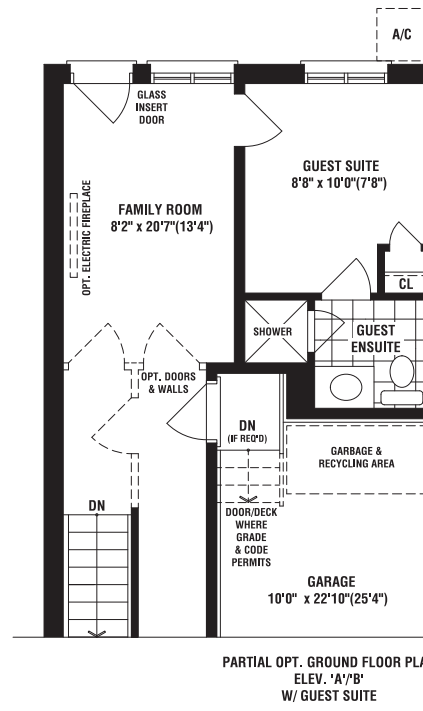 A/C
GLASS
INSERT
DOOR
GUEST SUITE
8'8" x 10'0"(7'8")
OPT. ELECTRIC FIREPLACE
FAMILY ROOM
8'2" x 20'7"(13'4")
CL
SHOWER
GUEST
ENSUITE
OPT. DOORS
& WALLS
DN
(IF REQ'D)
GARBAGE &
RECYCLING AREA
DN
DOOR/DECK
WHERE
GRADE
& CODE
PERMITS
GARAGE
10'0" x 22'10"(25'4")
PARTIAL OPT. GROUND FLOOR PLA
ELEV. 'A'/'B'
W/ GUEST SUITE